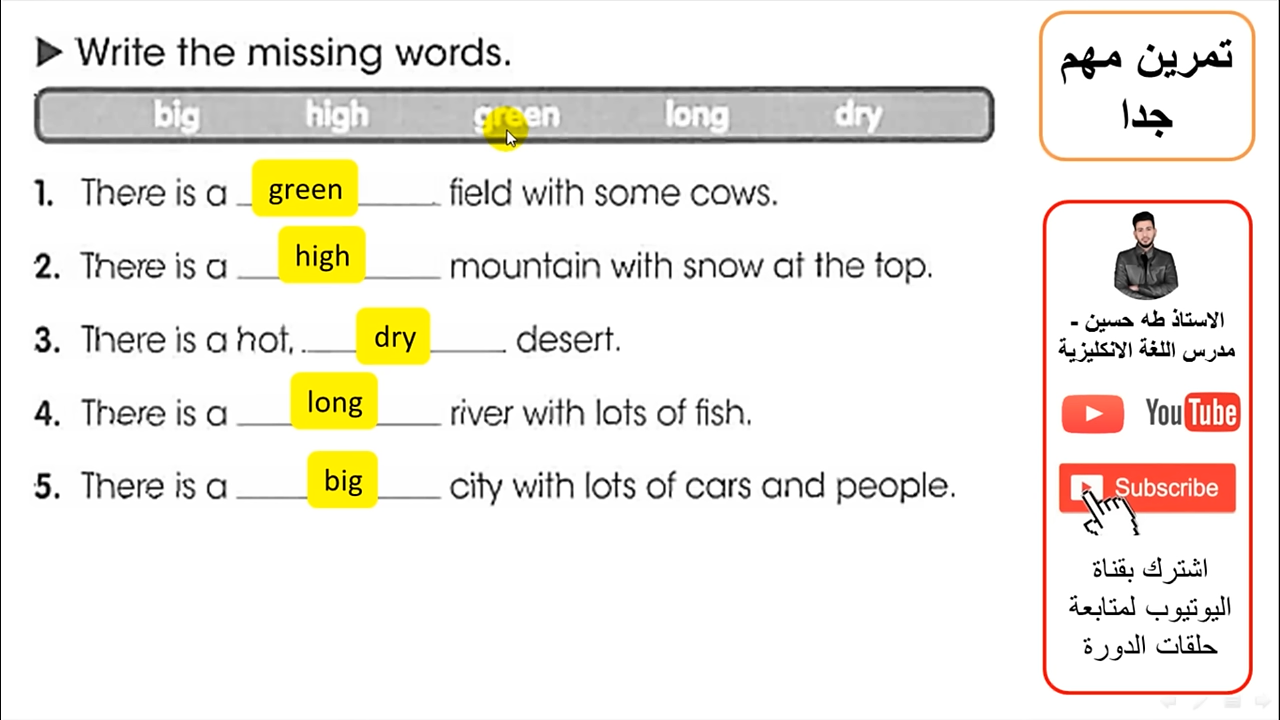 Write the missing words.
big high green long dry
1. There is a green field with some cows.
2. There is a high mountain with snow at the top.
3. There is a hot, dry desert.
4. There is a long river with lots of fish.
5. There is a big city with lots of cars and people.
تمرين مهم
جدا
الاستاذ طه حسين -
مدرس اللغة الانكليزية
YouTube
Subscribe
اشترك بقناة
اليوتيوب لمتابعة
حلقات الدورة